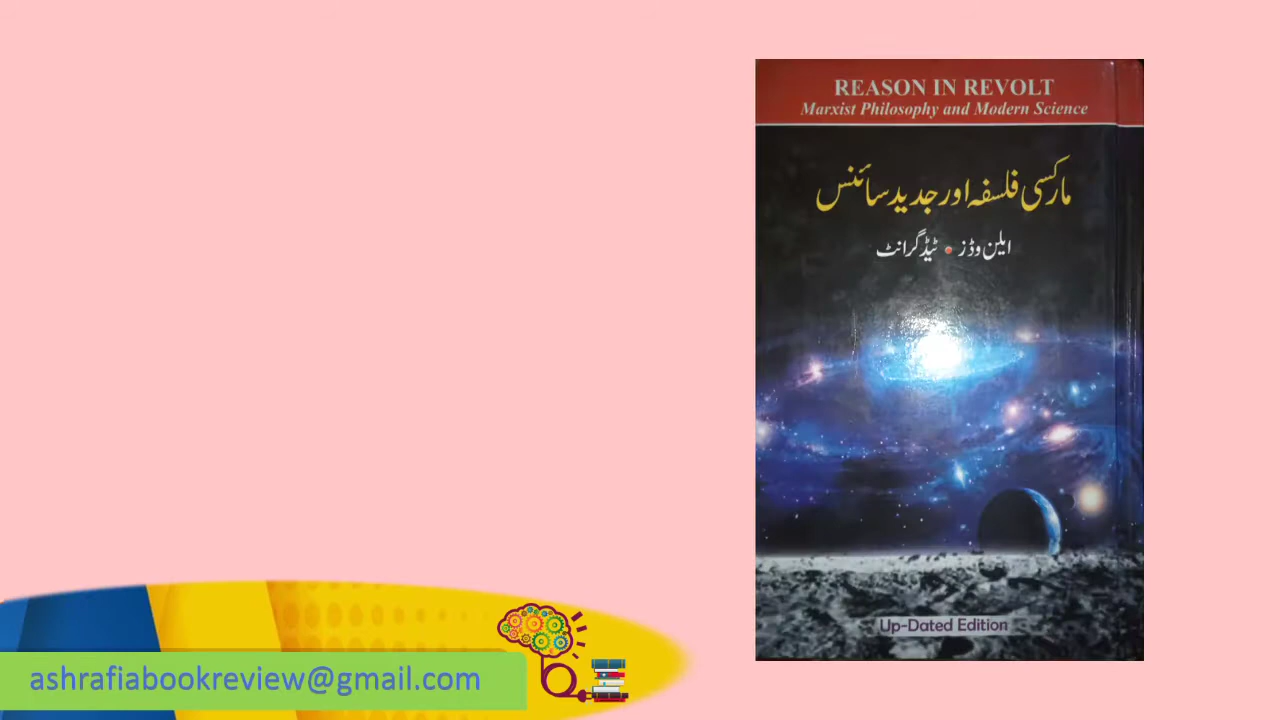 REASON IN REVOLT
Marxist Philosophy and Modern Science
مارکسی فلسفہ اور جدید سائنس
ایلن وڈز • ٹیڈ گرانٹ
Up-Dated Edition
ashrafiabookreview@gmail.com